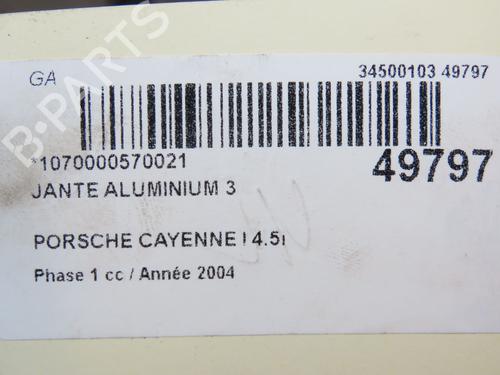 GA
34500103 49797
*1070000570021
49797
JANTE ALUMINIUM 3
PORSCHE CAYENNE I 4.5i
Phase 1 cc / Année 2004
B-PARTS